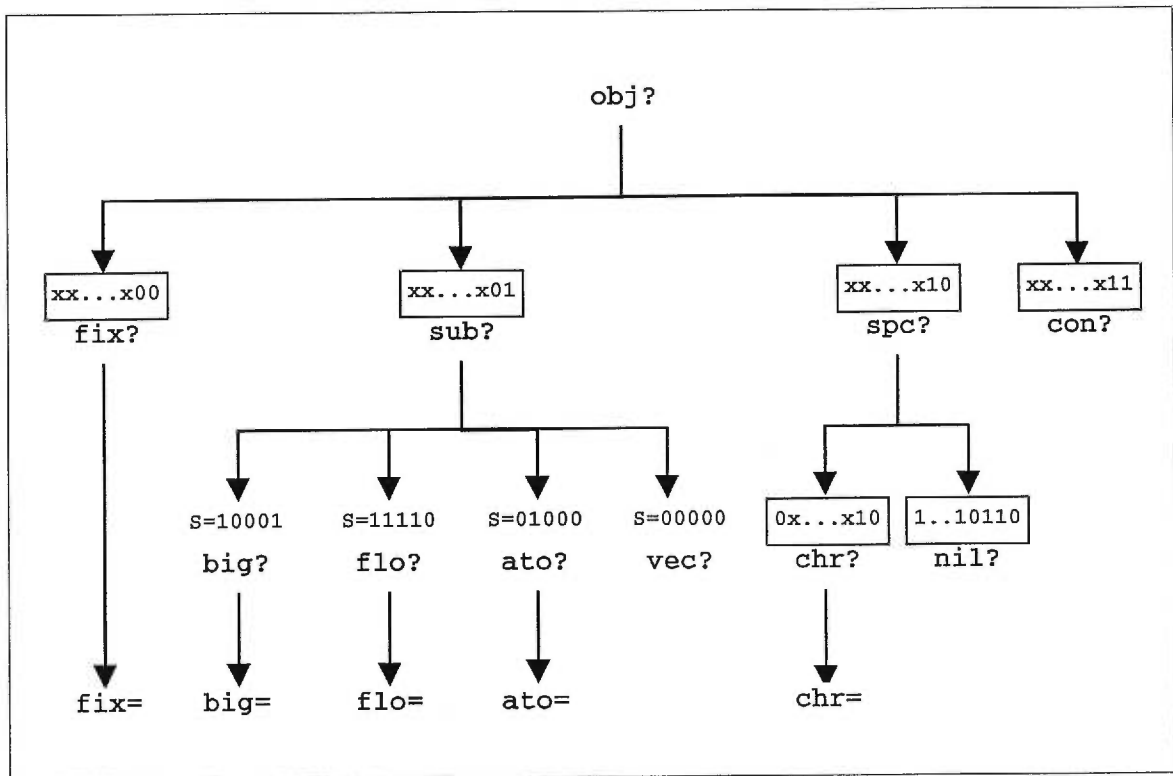 obj?
xx...x00 xx...x01 xx...x10 xx...x11
fix? sub? spc? con?
S=10001 S=11110 S=01000 S=00000 0x...x10 1..10110
big? flo? ato? vec? chr? nil?
fix= big= flo= ato= chr=